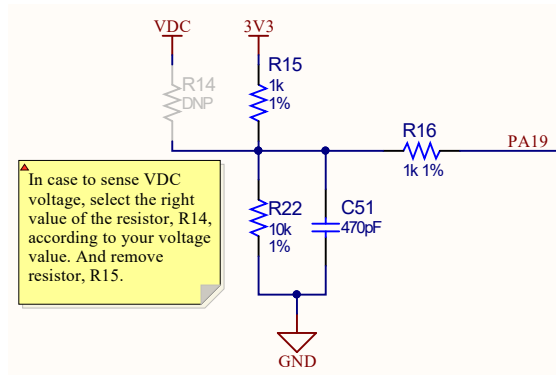 VDC
3V3
R14
DNP
R15
1k
1%
R16
1k 1%
PA19
In case to sense VDC
voltage, select the right
value of the resistor, R14,
according to your voltage
value. And remove
resistor, R15.
R22
10k
1%
C51
470pF
GND